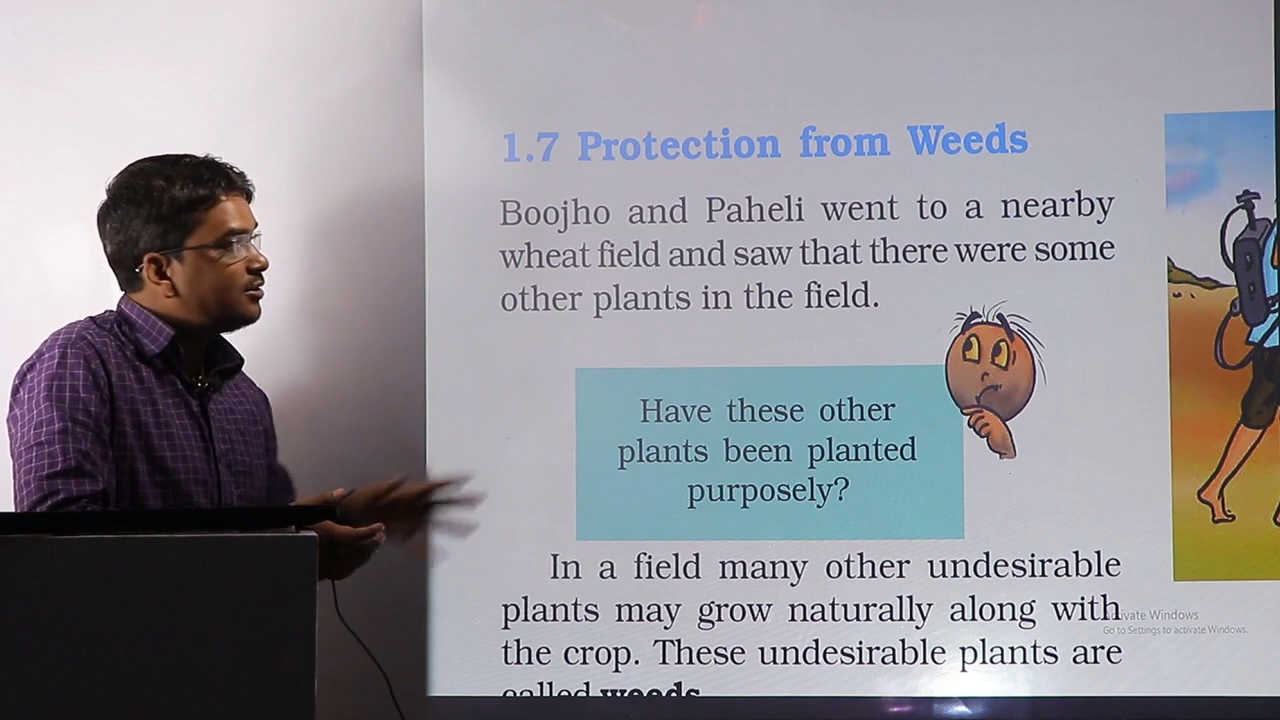 1.7 Protection from Weeds
Boojho and Paheli went to a nearby
wheat field and saw that there were some
other plants in the field.
Have these other
plants been planted
purposely?
In a field many other undesirable
plants may grow naturally along with
the crop. These undesirable plants are
called weeds
Activate Windows
Go to Settings to activate Windows.